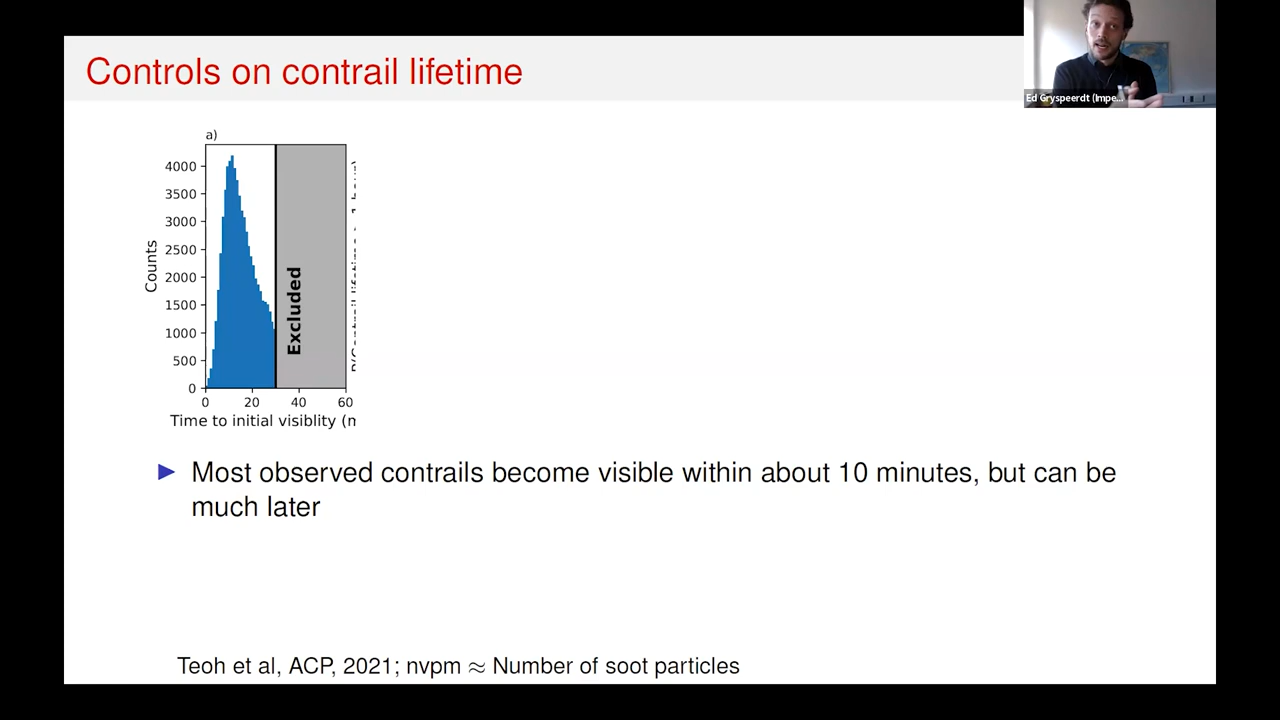 Controls on contrail lifetime
Ed Gryspeerdt (Impe...
a)
4000
3500
3000
2500
2000
1500
1000
500
0
Counts
Excluded
0 20 40 60
Time to initial visiblity (
Most observed contrails become visible within about 10 minutes, but can be
much later
Teoh et al, ACP, 2021; nvpm ≈ Number of soot particles